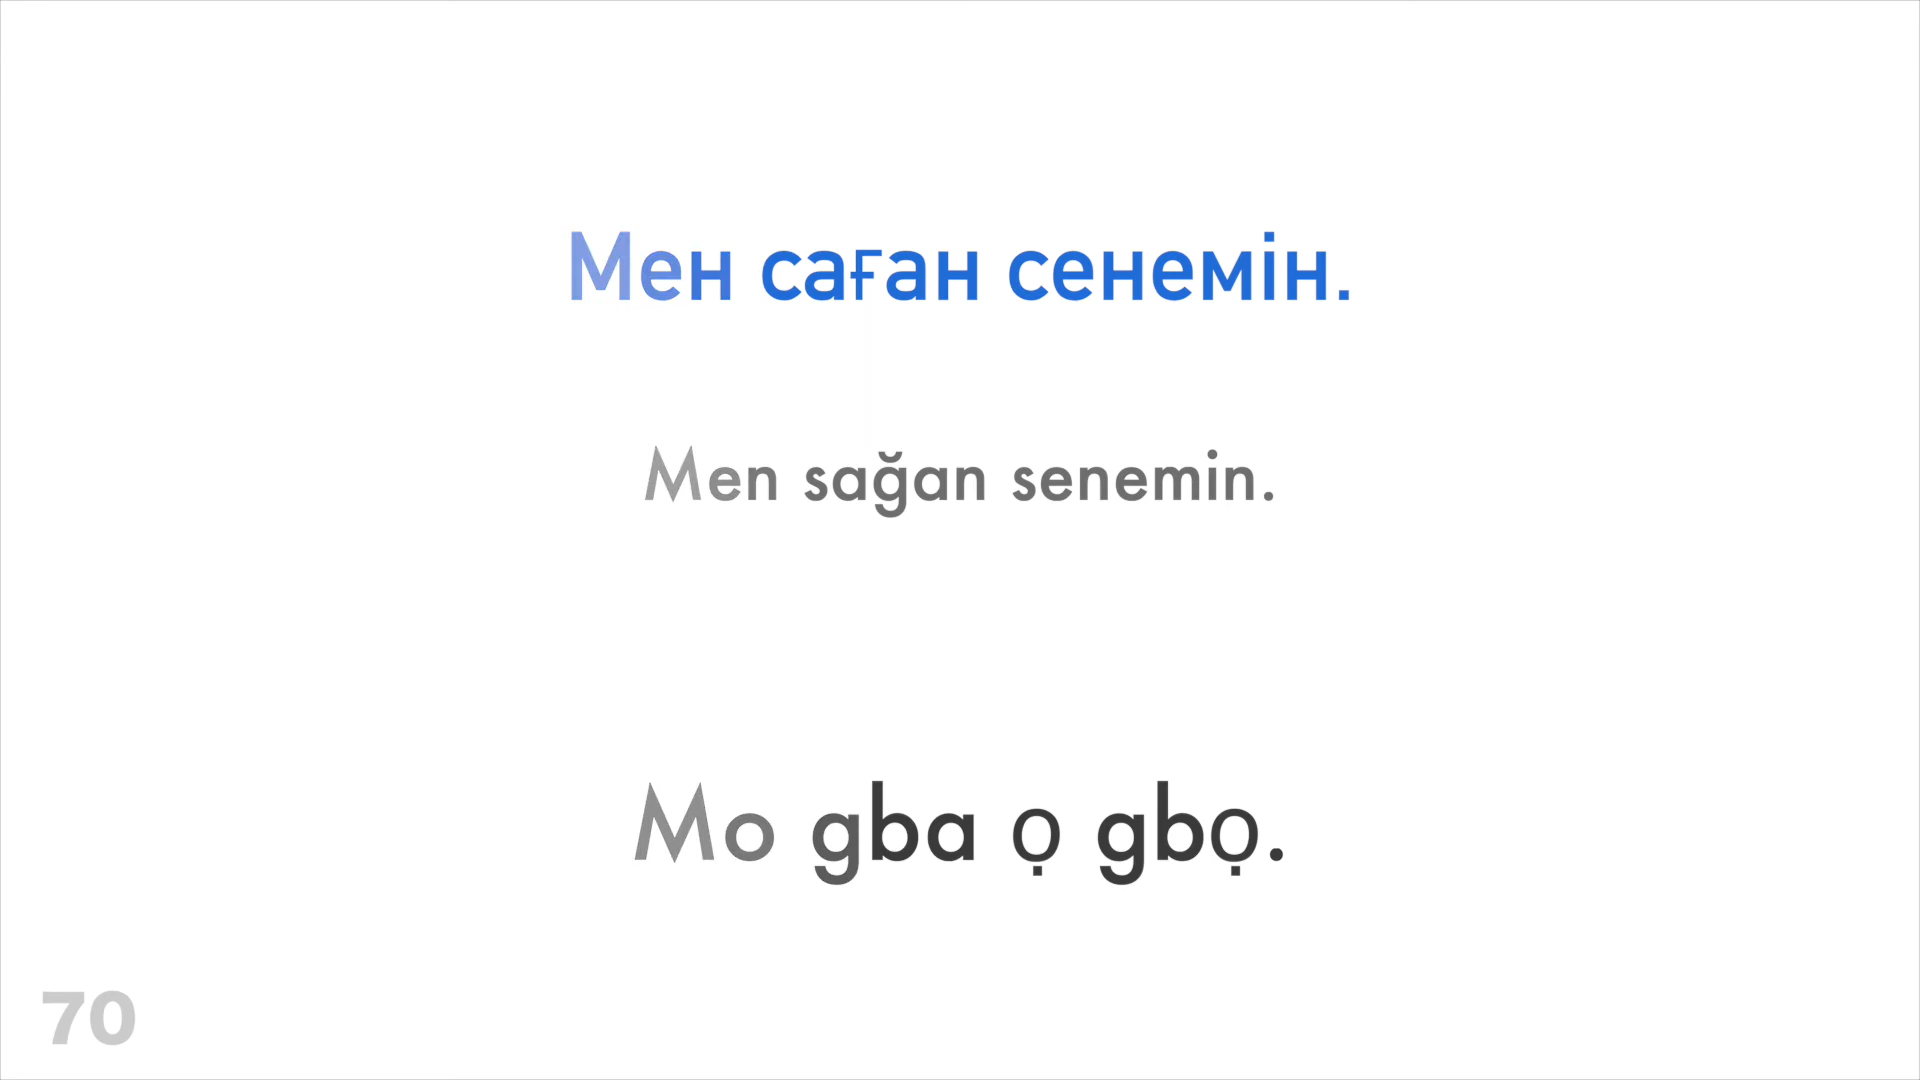 Мен саған сенемін.
Men sağan senemin.
Mo gba ọ gbọ.
70